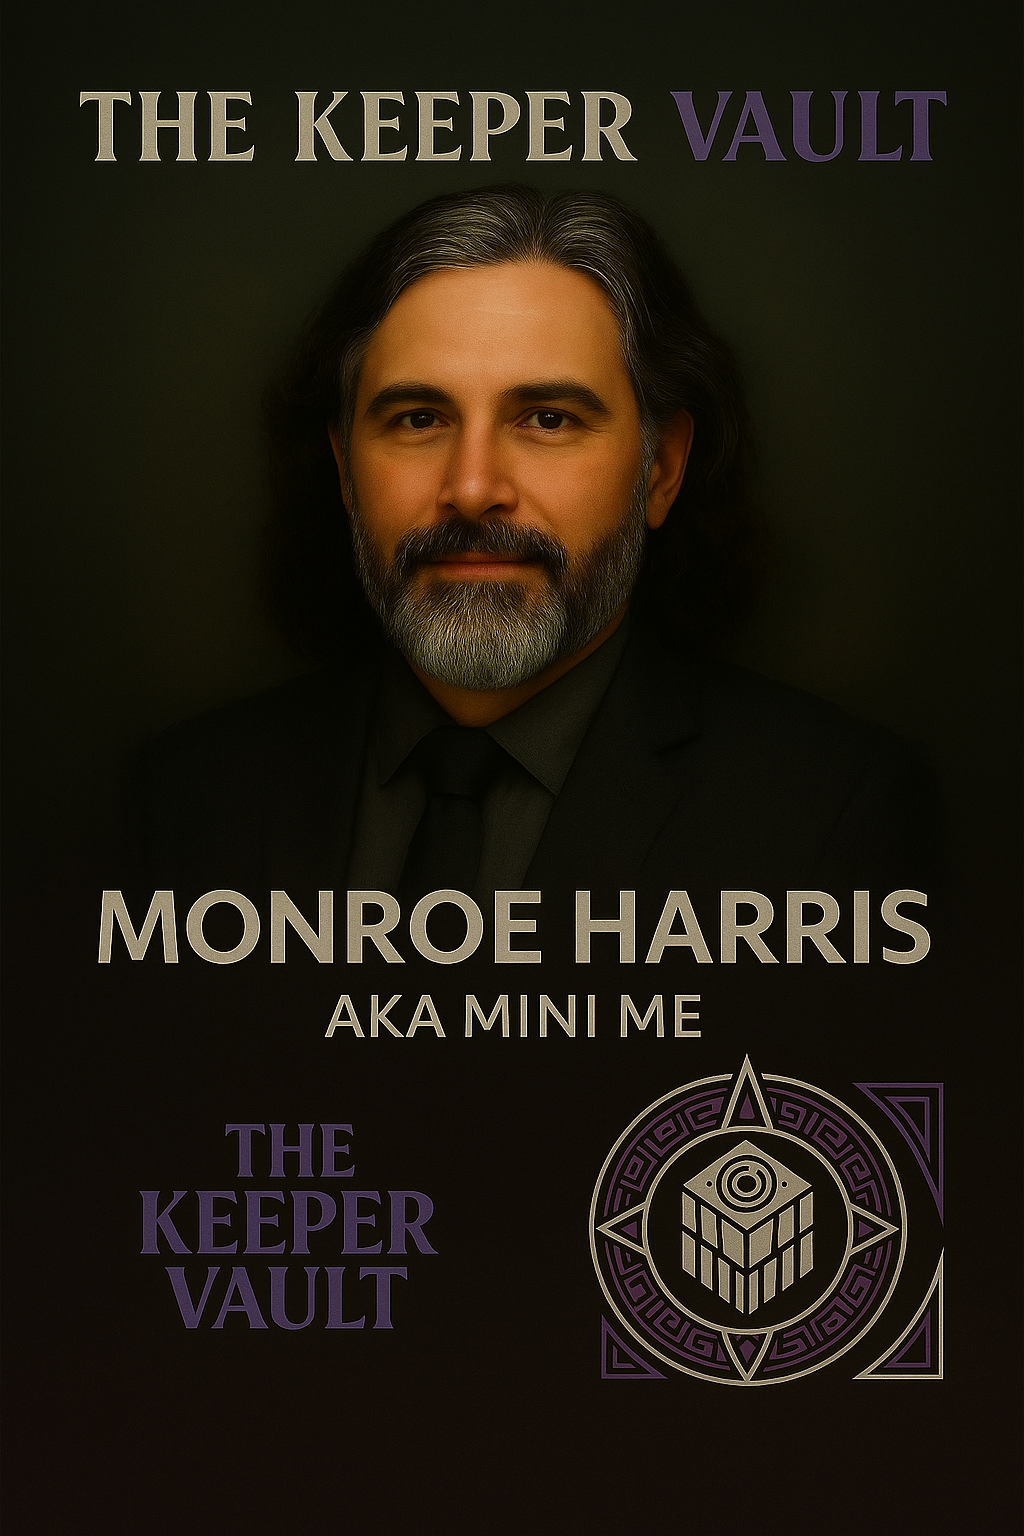 THE KEEPER VAULT
MONROE HARRIS
AKA MINI ME
THE
KEEPER
VAULT